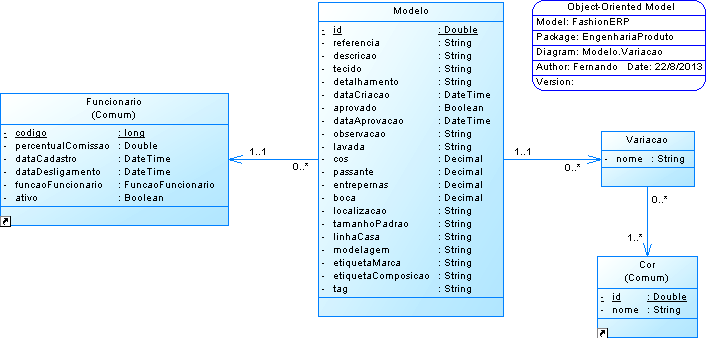 Object-Oriented Model
Model: FashionERP
Package: EngenhariaProduto
Diagram: Modelo.Variacao
Author: Fernando Date: 22/8/2013
Version:
Modelo
- id : Double
- referencia : String
- descricao : String
- tecido : String
- detalhamento : String
- dataCriacao : DateTime
- aprovado : Boolean
- dataAprovacao : DateTime
- observacao : String
- lavada : String
- cos : Decimal
- passante : Decimal
- entrepernas : Decimal
- boca : Decimal
- localizacao : String
- tamanhoPadrao : String
- linhaCasa : String
- modelagem : String
- etiquetaMarca : String
- etiquetaComposicao : String
- tag : String
Funcionario
(Comum)
- codigo : long
- percentualComissao : Double
- dataCadastro : DateTime
- dataDesligamento : DateTime
- funcaoFuncionario : FuncaoFuncionario
- ativo : Boolean
1..1
0..*
1..1
0..*
Variacao
- nome : String
0..*
1..*
Cor
(Comum)
- id : Double
- nome : String